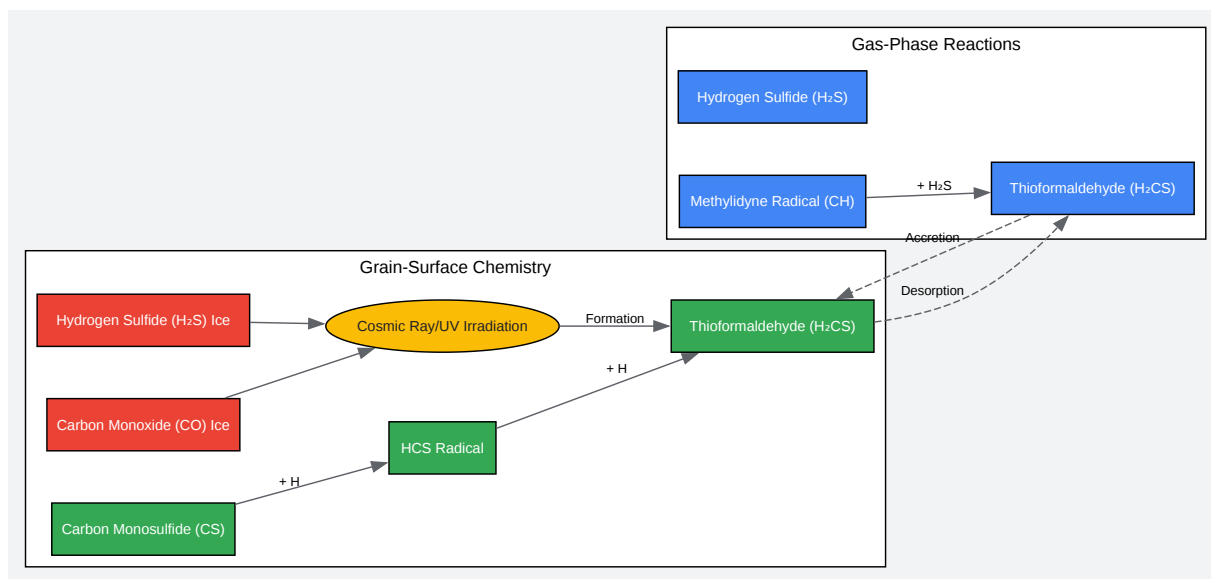 Gas-Phase Reactions
Hydrogen Sulfide (H₂S)
Methylidyne Radical (CH)
+ H₂S
Thioformaldehyde (H₂CS)
Accretion
Desorption
Grain-Surface Chemistry
Hydrogen Sulfide (H₂S) Ice
Cosmic Ray/UV Irradiation
Formation
Thioformaldehyde (H₂CS)
Carbon Monoxide (CO) Ice
+ H
HCS Radical
+ H
Carbon Monosulfide (CS)